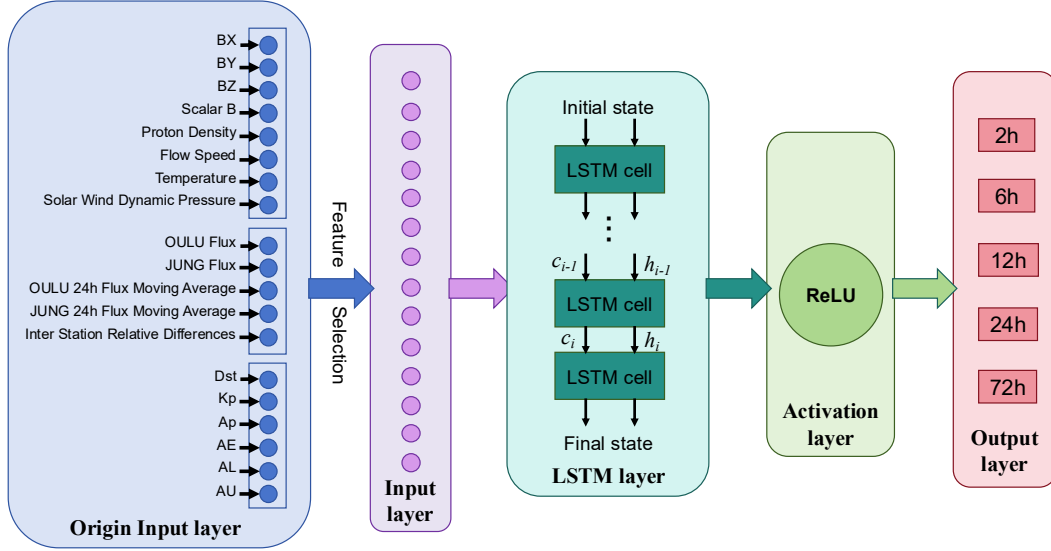 BX
BY
BZ
Scalar B
Proton Density
Flow Speed
Temperature
Solar Wind Dynamic Pressure
OULU Flux
JUNG Flux
OULU 24h Flux Moving Average
JUNG 24h Flux Moving Average
Inter Station Relative Differences
Dst
Kp
Ap
AE
AL
AU
Origin Input layer
Feature
Selection
Input
layer
Initial state
LSTM cell
⋮
c_{i-1} h_{i-1}
LSTM cell
c_i h_i
LSTM cell
Final state
LSTM layer
ReLU
Activation
layer
2h
6h
12h
24h
72h
Output
layer